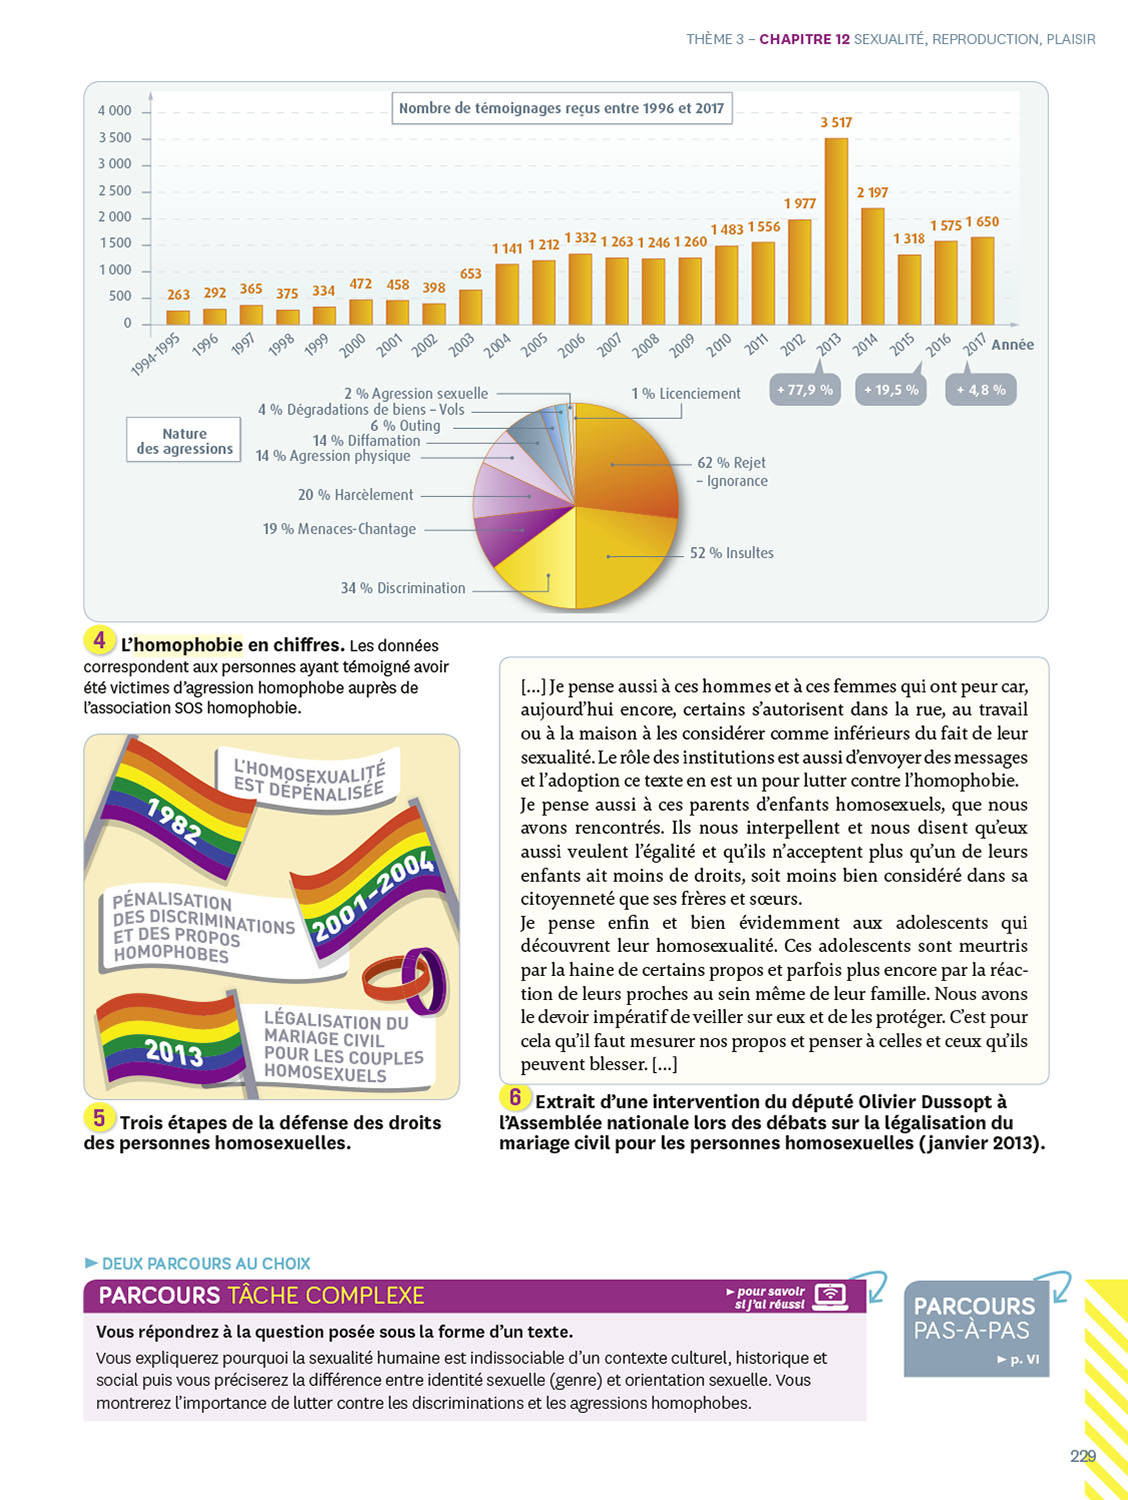 THÈME 3 – CHAPITRE 12 SEXUALITÉ, REPRODUCTION, PLAISIR
Nombre de témoignages reçus entre 1996 et 2017
4 000
3 500
3 000
2 500
2 000
1 500
1 000
500
0
263
292
365
375
334
472
458
398
653
1 141
1 212
1 332
1 263
1 246
1 260
1 483
1 556
1 977
3 517
2 197
1 318
1 575
1 650
1994-1995
1996
1997
1998
1999
2000
2001
2002
2003
2004
2005
2006
2007
2008
2009
2010
2011
2012
2013
2014
2015
2016
2017
Année
+ 77,9 %
+ 19,5 %
+ 4,8 %
Nature
des agressions
2 % Agression sexuelle
4 % Dégradations de biens – Vols
6 % Outing
14 % Diffamation
14 % Agression physique
20 % Harcèlement
19 % Menaces-Chantage
34 % Discrimination
1 % Licenciement
62 % Rejet
– Ignorance
52 % Insultes
4 L'homophobie en chiffres. Les données
correspondent aux personnes ayant témoigné avoir
été victimes d'agression homophobe auprès de
l'association SOS homophobie.
1982
L'HOMOSEXUALITÉ
EST DÉPÉNALISÉE
2001-2004
PÉNALISATION
DES DISCRIMINATIONS
ET DES PROPOS
HOMOPHOBES
2013
LÉGALISATION DU
MARIAGE CIVIL
POUR LES COUPLES
HOMOSEXUELS
5 Trois étapes de la défense des droits
des personnes homosexuelles.
[...] Je pense aussi à ces hommes et à ces femmes qui ont peur car,
aujourd'hui encore, certains s'autorisent dans la rue, au travail
ou à la maison à les considérer comme inférieurs du fait de leur
sexualité. Le rôle des institutions est aussi d'envoyer des messages
et l'adoption ce texte en est un pour lutter contre l'homophobie.
Je pense aussi à ces parents d'enfants homosexuels, que nous
avons rencontrés. Ils nous interpellent et nous disent qu'eux
aussi veulent l'égalité et qu'ils n'acceptent plus qu'un de leurs
enfants ait moins de droits, soit moins bien considéré dans sa
citoyenneté que ses frères et sœurs.
Je pense enfin et bien évidemment aux adolescents qui
découvrent leur homosexualité. Ces adolescents sont meurtris
par la haine de certains propos et parfois plus encore par la réac-
tion de leurs proches au sein même de leur famille. Nous avons
le devoir impératif de veiller sur eux et de les protéger. C'est pour
cela qu'il faut mesurer nos propos et penser à celles et ceux qu'ils
peuvent blesser. [...]
6 Extrait d'une intervention du député Olivier Dussopt à
l'Assemblée nationale lors des débats sur la légalisation du
mariage civil pour les personnes homosexuelles (janvier 2013).
► DEUX PARCOURS AU CHOIX
PARCOURS TÂCHE COMPLEXE
► pour savoir
si j'ai réussi
Vous répondrez à la question posée sous la forme d'un texte.
Vous expliquerez pourquoi la sexualité humaine est indissociable d'un contexte culturel, historique et
social puis vous préciserez la différence entre identité sexuelle (genre) et orientation sexuelle. Vous
montrerez l'importance de lutter contre les discriminations et les agressions homophobes.
PARCOURS
PAS-À-PAS
► p. VI
229